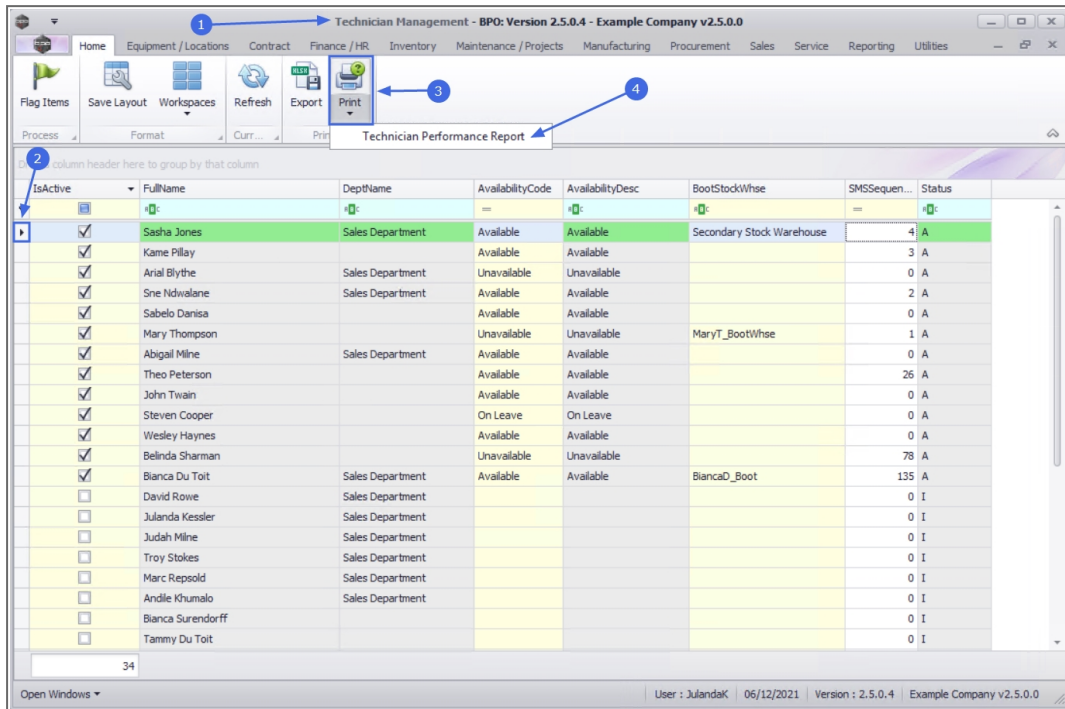 1 Technician Management - BPO: Version 2.5.0.4 - Example Company v2.5.0.0
Home Equipment / Locations Contract Finance / HR Inventory Maintenance / Projects Manufacturing Procurement Sales Service Reporting Utilities
Flag Items Save Layout Workspaces Refresh Export Print 3
4
Process Format Curr... Prin Technician Performance Report
2 column header here to group by that column
IsActive FullName DeptName AvailabilityCode AvailabilityDesc BootStockWhse SMSSequen... Status
Sasha Jones Sales Department Available Available Secondary Stock Warehouse 4 A
Kame Pillay Available Available 3 A
Arial Blythe Sales Department Unavailable Unavailable 0 A
Sne Ndwalane Sales Department Available Available 2 A
Sabelo Danisa Available Available 0 A
Mary Thompson Unavailable Unavailable MaryT_BootWhse 1 A
Abigail Milne Sales Department Available Available 0 A
Theo Peterson Available Available 26 A
John Twain Available Available 0 A
Steven Cooper On Leave On Leave 0 A
Wesley Haynes Available Available 0 A
Belinda Sharman Unavailable Unavailable 78 A
Bianca Du Toit Sales Department Available Available BiancaD_Boot 135 A
David Rowe Sales Department 0 I
Julanda Kessler Sales Department 0 I
Judah Milne Sales Department 0 I
Troy Stokes Sales Department 0 I
Marc Repsold Sales Department 0 I
Andile Khumalo Sales Department 0 I
Bianca Surendorff 0 I
Tammy Du Toit 0 I
34
Open Windows User : JulandaK 06/12/2021 Version : 2.5.0.4 Example Company v2.5.0.0